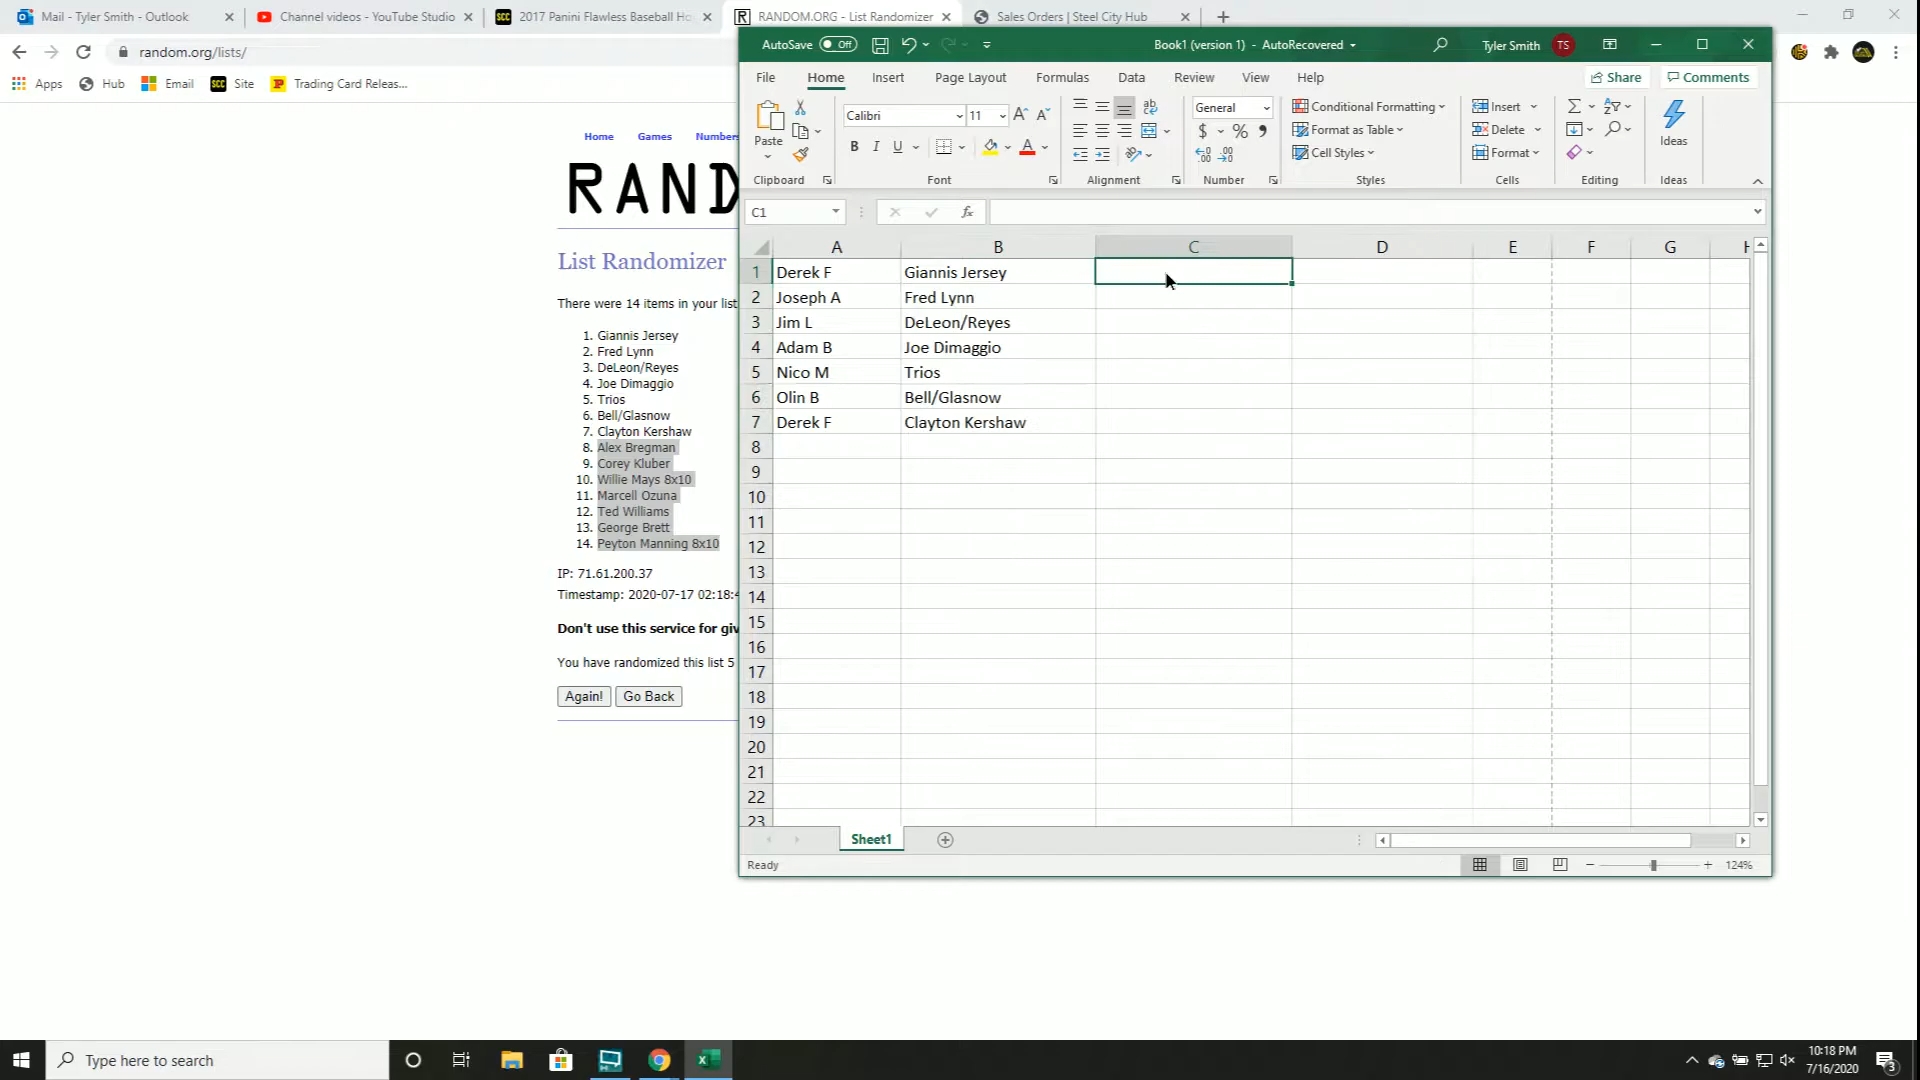 Mail - Tyler Smith - Outlook
Channel videos - YouTube Studio
2017 Panini Flawless Baseball Ho
RANDOM.ORG - List Randomizer
Sales Orders | Steel City Hub
random.org/lists/
Apps
Hub
Email
Site
Trading Card Releas...
Home
Games
Numbers
RAND
List Randomizer
There were 14 items in your list
1. Giannis Jersey
2. Fred Lynn
3. DeLeon/Reyes
4. Joe Dimaggio
5. Trios
6. Bell/Glasnow
7. Clayton Kershaw
8. Alex Bregman
9. Corey Kluber
10. Willie Mays 8x10
11. Marcell Ozuna
12. Ted Williams
13. George Brett
14. Peyton Manning 8x10
IP: 71.61.200.37
Timestamp: 2020-07-17 02:18:4
Don't use this service for giv
You have randomized this list 5
Again!
Go Back
AutoSave Off
Book1 (version 1) - AutoRecovered
Tyler Smith TS
File Home Insert Page Layout Formulas Data Review View Help
Share
Comments
Paste
Clipboard
Calibri 11
B I U
Font
ab
Alignment
General
$ % 9
Number
Conditional Formatting
Format as Table
Cell Styles
Styles
Insert
Delete
Format
Cells
Editing
Ideas
Ideas
C1
fx
A B C D E F G H
1 Derek F Giannis Jersey
2 Joseph A Fred Lynn
3 Jim L DeLeon/Reyes
4 Adam B Joe Dimaggio
5 Nico M Trios
6 Olin B Bell/Glasnow
7 Derek F Clayton Kershaw
8
9
10
11
12
13
14
15
16
17
18
19
20
21
22
23
Sheet1
Ready
124%
Type here to search
10:18 PM
7/16/2020
3